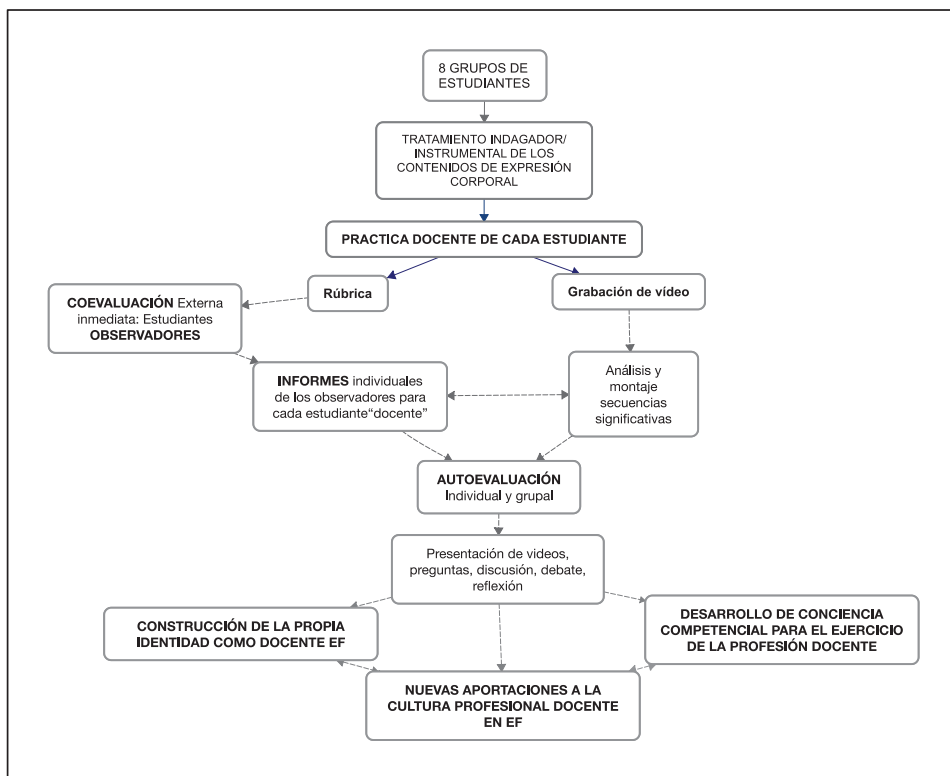 8 GRUPOS DE
ESTUDIANTES
TRATAMIENTO INDAGADOR/
INSTRUMENTAL DE LOS
CONTENIDOS DE EXPRESIÓN
CORPORAL
PRACTICA DOCENTE DE CADA ESTUDIANTE
Rúbrica
Grabación de vídeo
COEVALUACIÓN Externa
inmediata: Estudiantes
OBSERVADORES
INFORMES individuales
de los observadores para
cada estudiante“docente”
Análisis y
montaje
secuencias
significativas
AUTOEVALUACIÓN
Individual y grupal
Presentación de videos,
preguntas, discusión, debate,
reflexión
CONSTRUCCIÓN DE LA PROPIA
IDENTIDAD COMO DOCENTE EF
DESARROLLO DE CONCIENCIA
COMPETENCIAL PARA EL EJERCICIO
DE LA PROFESIÓN DOCENTE
NUEVAS APORTACIONES A LA
CULTURA PROFESIONAL DOCENTE
EN EF